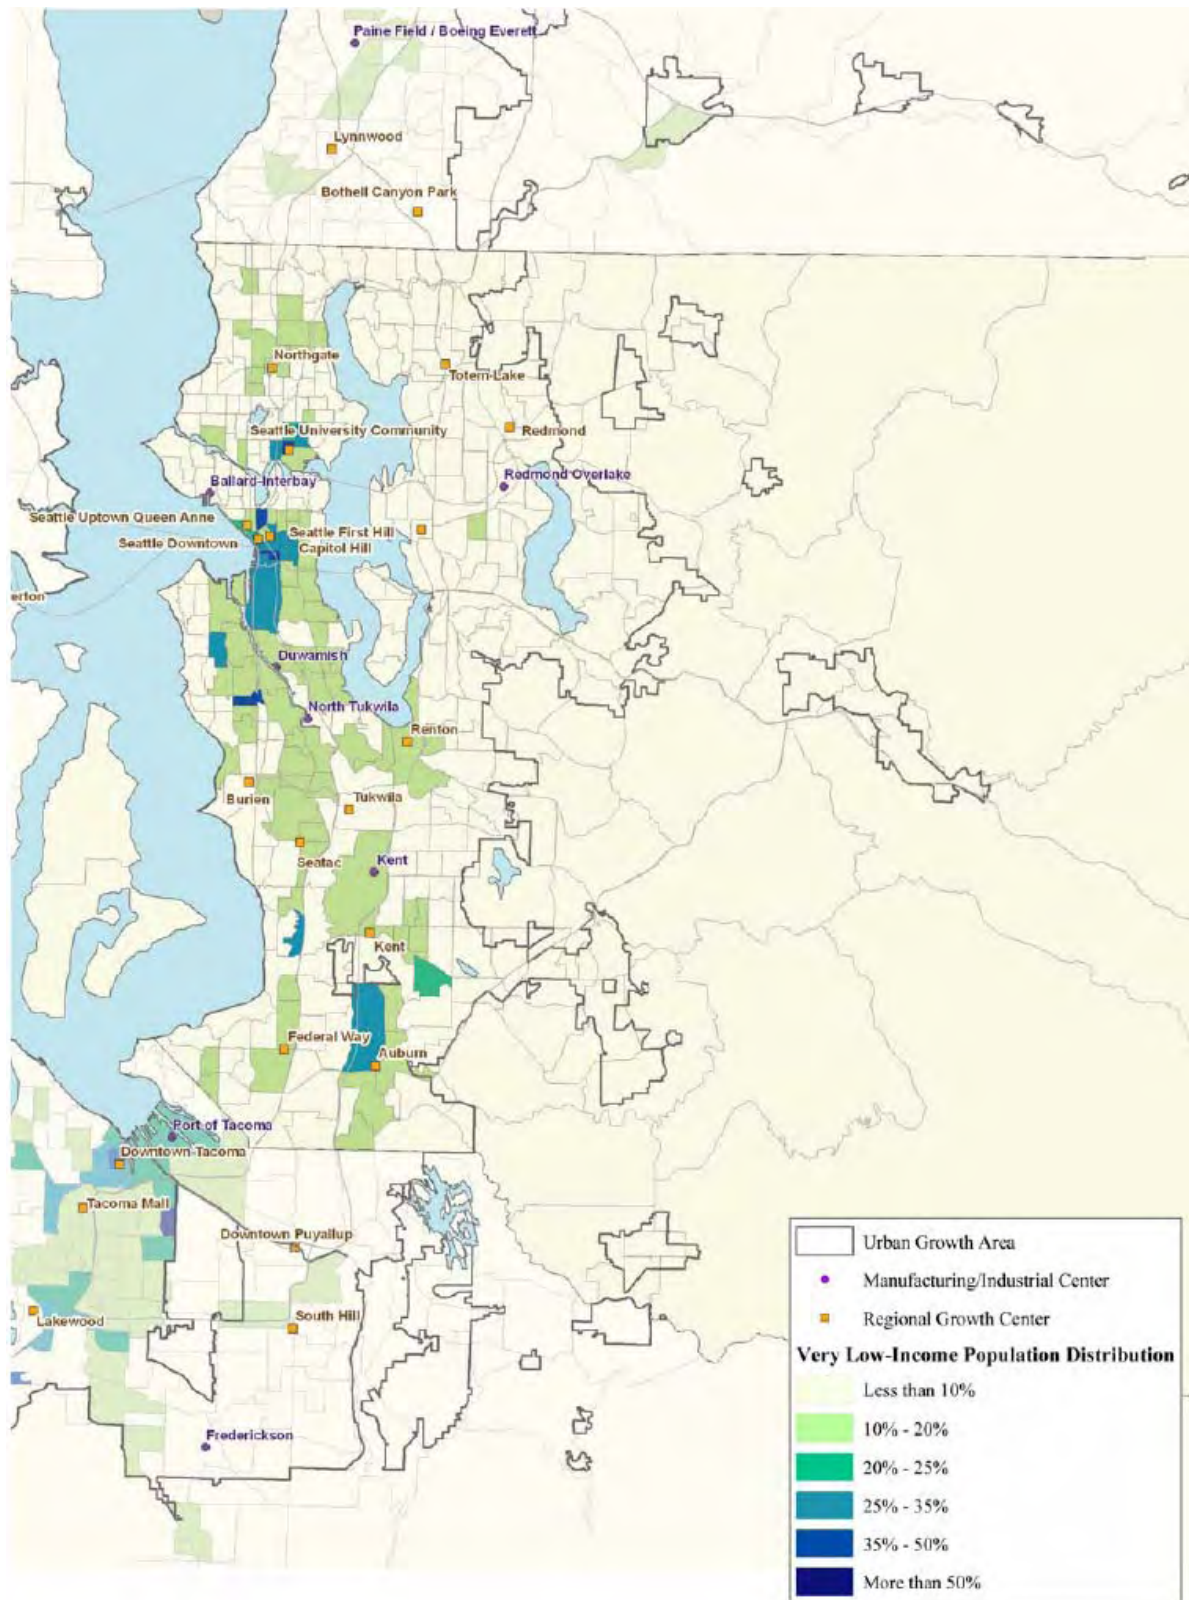 Paine Field / Boeing Everett
Lynnwood
Bothell Canyon Park
Northgate
Totem Lake
Seattle University Community
Redmond
Ballard-Interbay
Redmond Overlake
Seattle Uptown Queen Anne
Seattle First Hill
Seattle Downtown
Capitol Hill
erton
Duwamish
North Tukwila
Renton
Burien
Tukwila
Seatac
Kent
Kent
Federal Way
Auburn
Port of Tacoma
Downtown Tacoma
Tacoma Mall
Downtown Puyallup
Lakewood
South Hill
Frederickson
Urban Growth Area
Manufacturing/Industrial Center
Regional Growth Center
Very Low-Income Population Distribution
Less than 10%
10% - 20%
20% - 25%
25% - 35%
35% - 50%
More than 50%